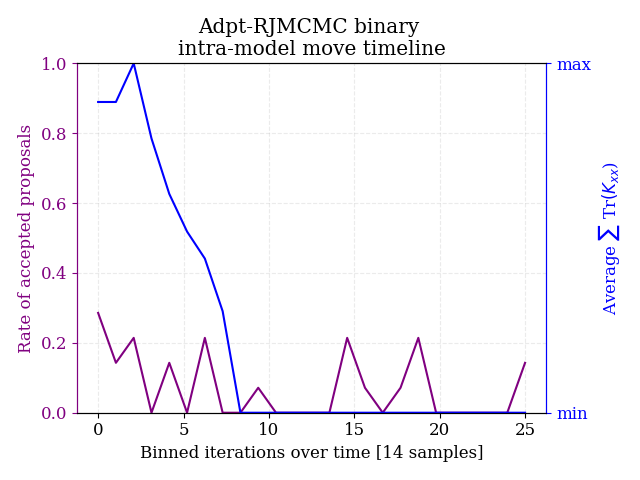 Adpt-RJMCMC binary
intra-model move timeline
Rate of accepted proposals
1.0
0.8
0.6
0.4
0.2
0.0
max
min
Average ∑ Tr(K_{xx})
0 5 10 15 20 25
Binned iterations over time [14 samples]